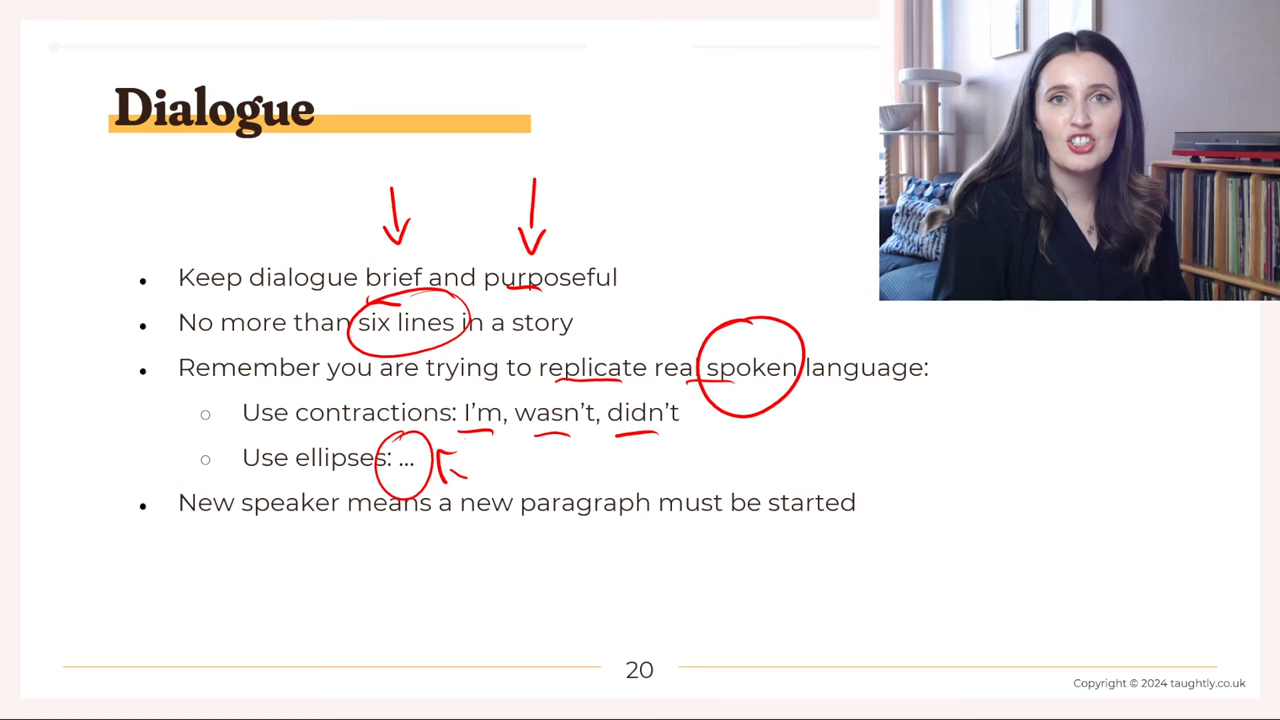 Dialogue
Keep dialogue brief and purposeful
No more than six lines in a story
Remember you are trying to replicate real spoken language:
Use contractions: I’m, wasn’t, didn’t
Use ellipses: ...
New speaker means a new paragraph must be started
20
Copyright © 2024 taughtly.co.uk